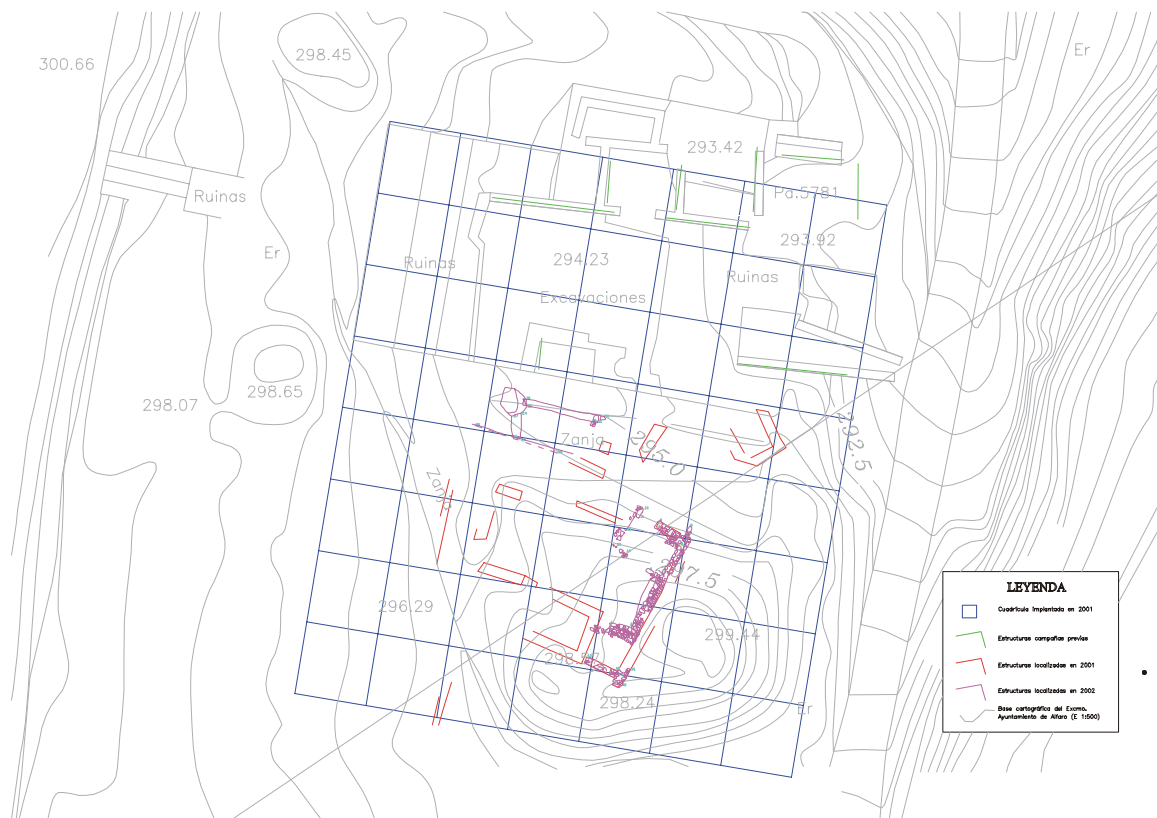 298.45
Er
300.66
293.42
Ruinas
Pa.5781
293.92
Er
294.23
Ruinas
Ruinas
Excavaciones
298.65
298.07
Zanja
295.0
292.5
Zanja
297.5
296.29
299.44
298.24
Er
LEYENDA
Cuadrícula implantada en 2001
Estructuras campañas previas
Estructuras localizadas en 2001
Estructuras localizadas en 2002
Base cartográfica del Excmo.
Ayuntamiento de Alfaro (E 1:500)